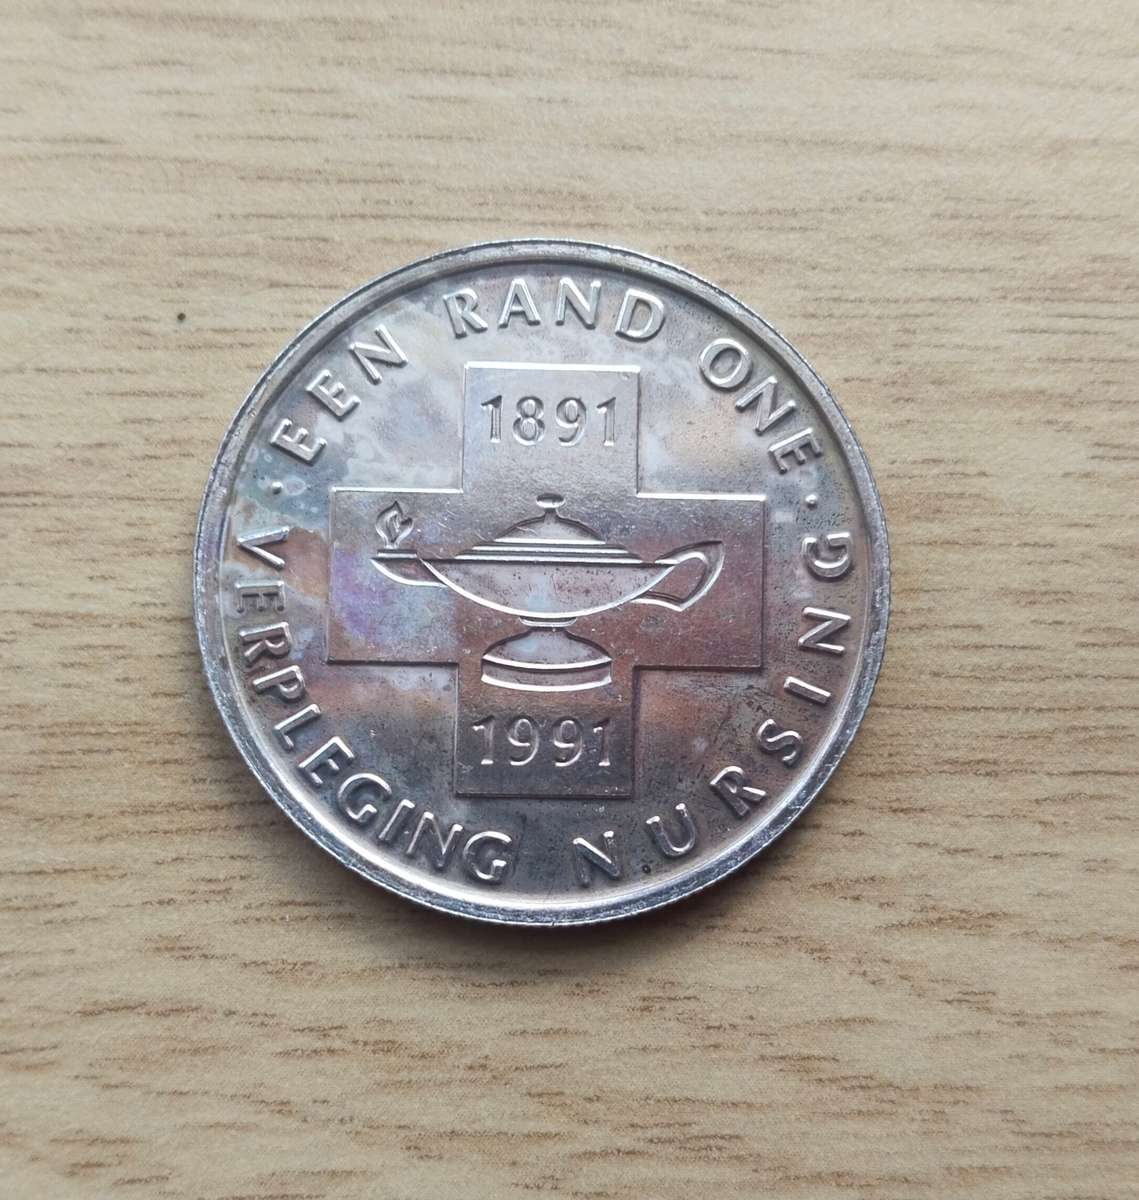 · EEN RAND ONE ·
1891
1991
VERPLEGING NURSING